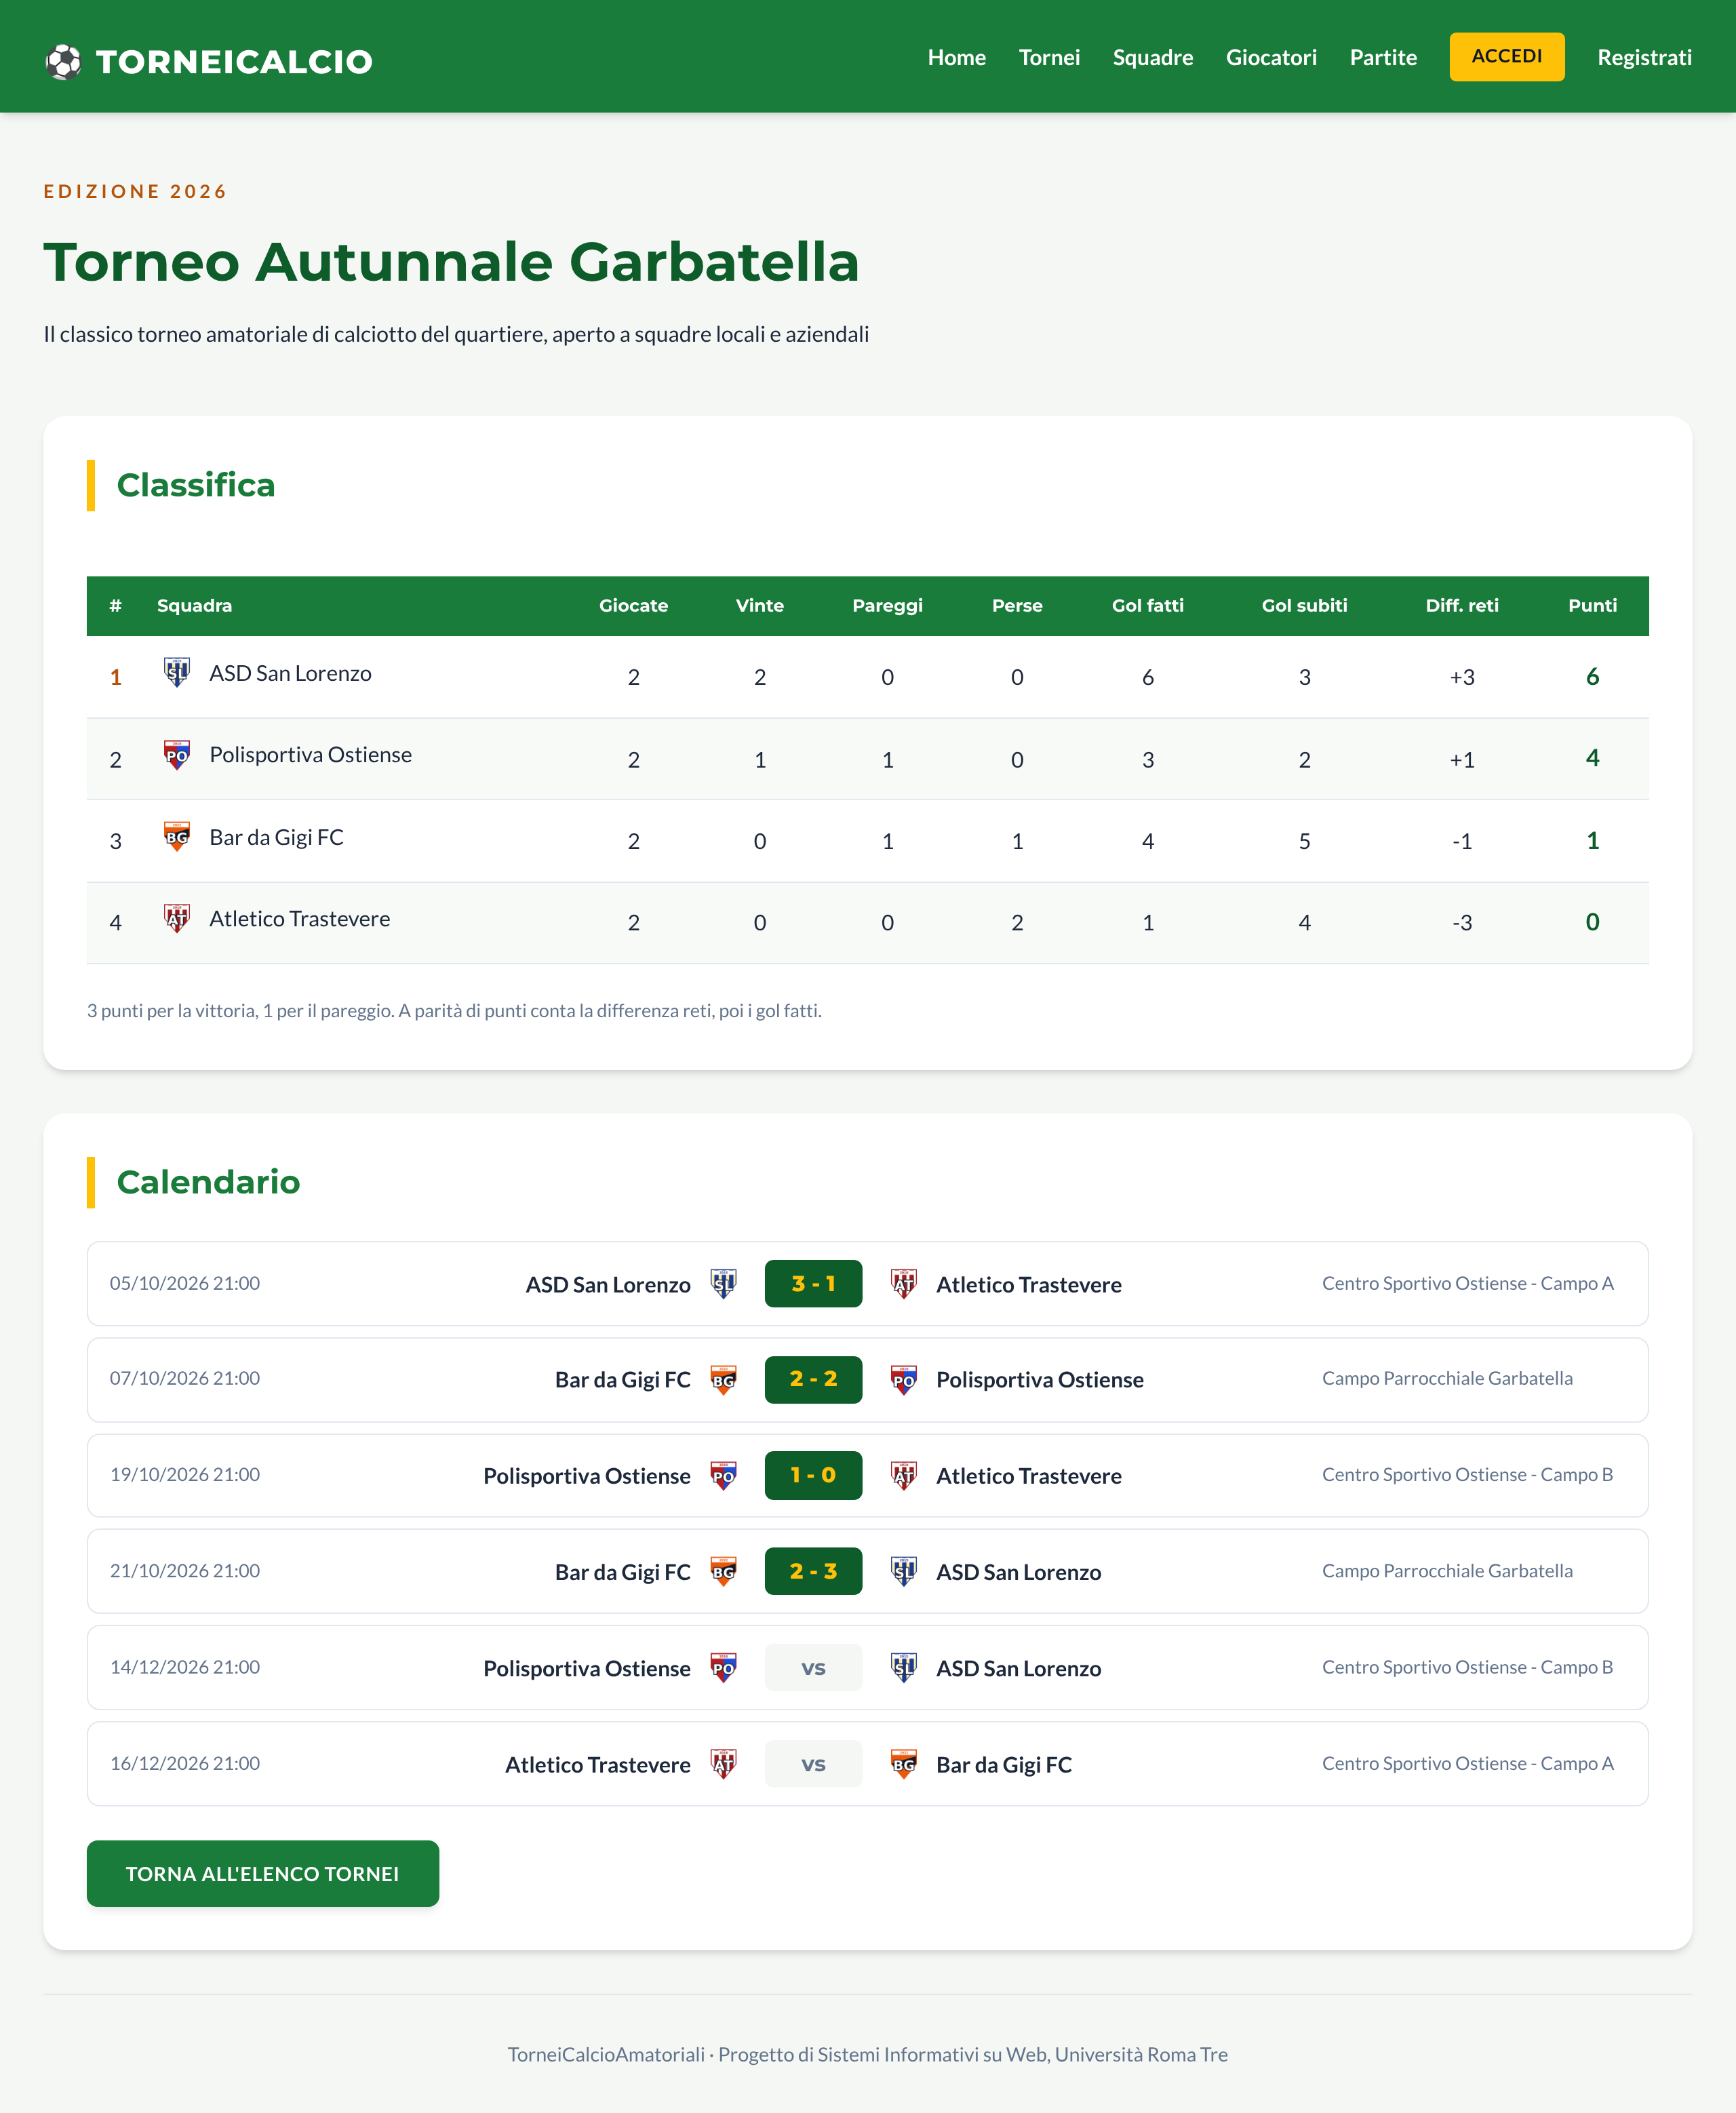 TORNEICALCIO
Home Tornei Squadre Giocatori Partite ACCEDI Registrati
EDIZIONE 2026
Torneo Autunnale Garbatella
Il classico torneo amatoriale di calciotto del quartiere, aperto a squadre locali e aziendali
Classifica
# Squadra Giocate Vinte Pareggi Perse Gol fatti Gol subiti Diff. reti Punti
1 SL ASD San Lorenzo 2 2 0 0 6 3 +3 6
2 PO Polisportiva Ostiense 2 1 1 0 3 2 +1 4
3 BG Bar da Gigi FC 2 0 1 1 4 5 -1 1
4 AT Atletico Trastevere 2 0 0 2 1 4 -3 0
3 punti per la vittoria, 1 per il pareggio. A parità di punti conta la differenza reti, poi i gol fatti.
Calendario
05/10/2026 21:00 ASD San Lorenzo SL 3 - 1 AT Atletico Trastevere Centro Sportivo Ostiense - Campo A
07/10/2026 21:00 Bar da Gigi FC BG 2 - 2 PO Polisportiva Ostiense Campo Parrocchiale Garbatella
19/10/2026 21:00 Polisportiva Ostiense PO 1 - 0 AT Atletico Trastevere Centro Sportivo Ostiense - Campo B
21/10/2026 21:00 Bar da Gigi FC BG 2 - 3 SL ASD San Lorenzo Campo Parrocchiale Garbatella
14/12/2026 21:00 Polisportiva Ostiense PO vs SL ASD San Lorenzo Centro Sportivo Ostiense - Campo B
16/12/2026 21:00 Atletico Trastevere AT vs BG Bar da Gigi FC Centro Sportivo Ostiense - Campo A
TORNA ALL'ELENCO TORNEI
TorneiCalcioAmatoriali · Progetto di Sistemi Informativi su Web, Università Roma Tre